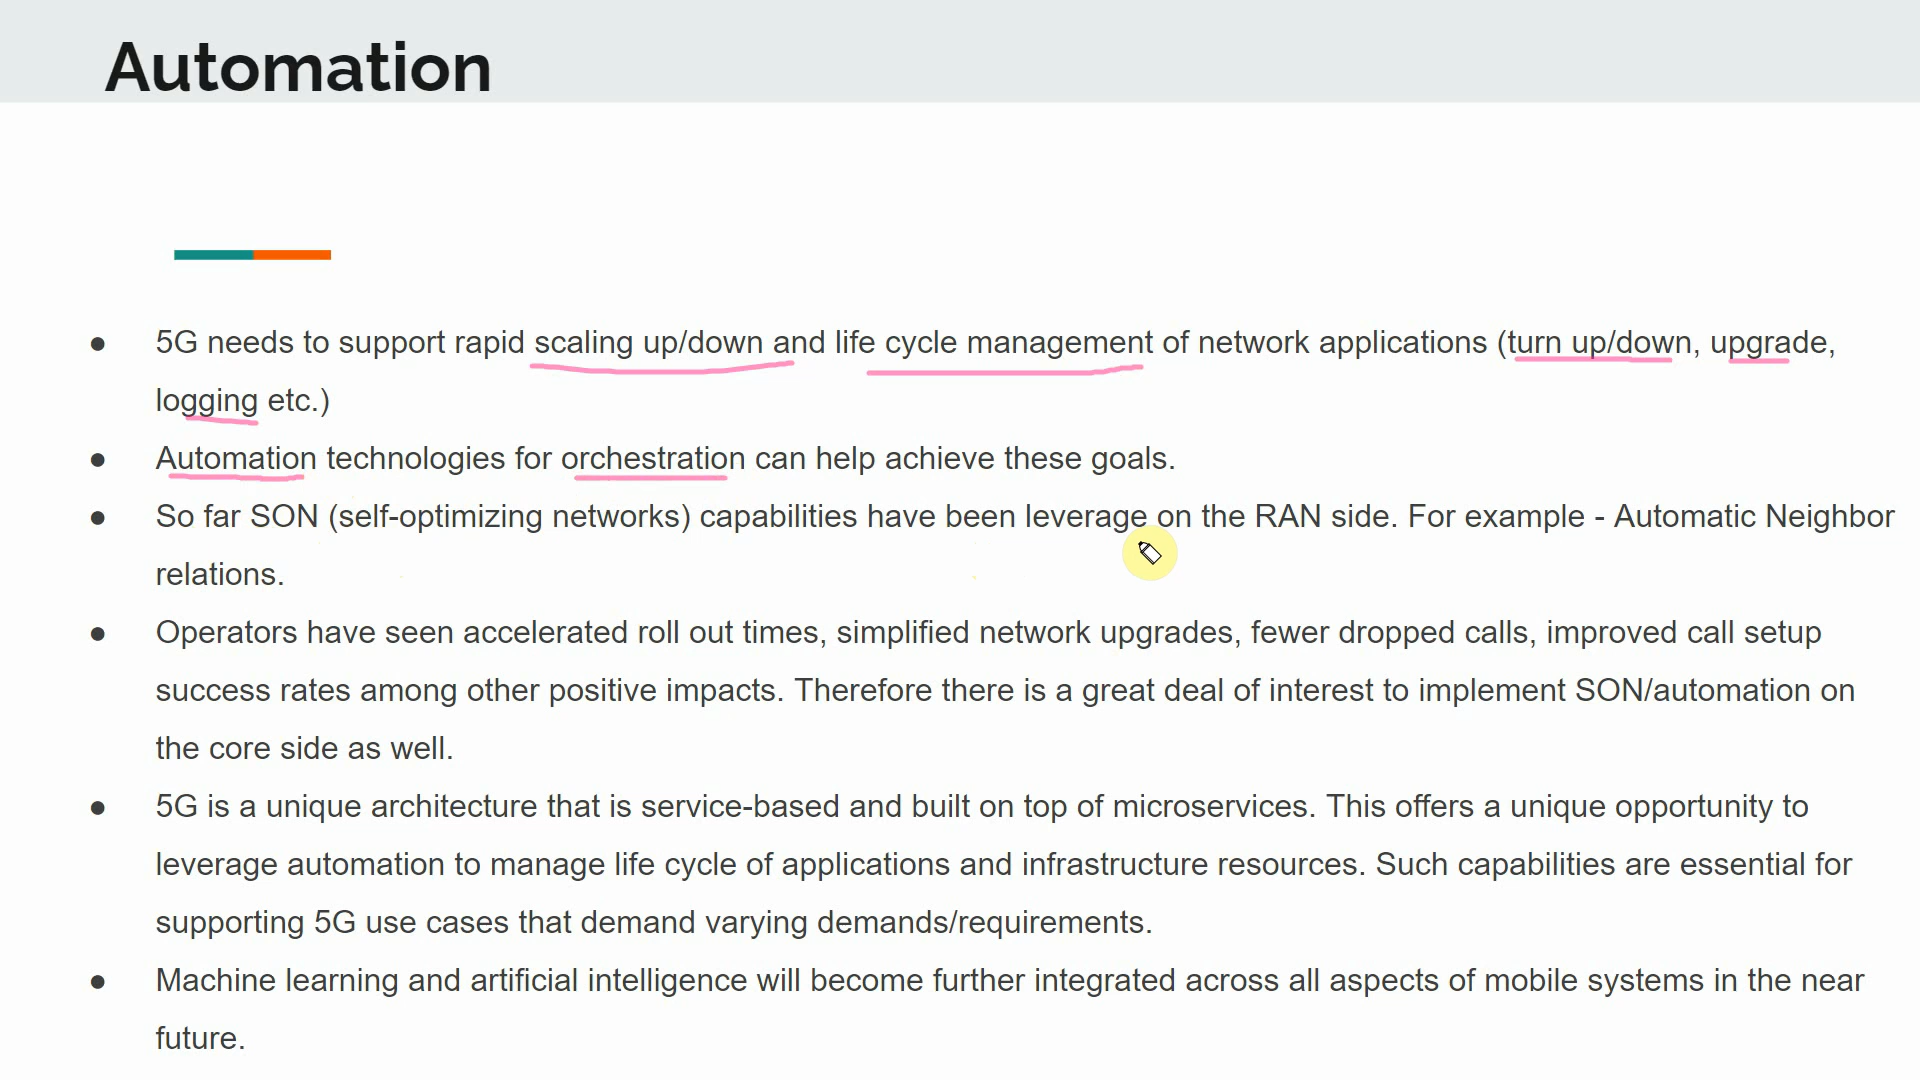 Automation
● 5G needs to support rapid scaling up/down and life cycle management of network applications (turn up/down, upgrade,
logging etc.)
● Automation technologies for orchestration can help achieve these goals.
● So far SON (self-optimizing networks) capabilities have been leverage on the RAN side. For example - Automatic Neighbor
relations.
● Operators have seen accelerated roll out times, simplified network upgrades, fewer dropped calls, improved call setup
success rates among other positive impacts. Therefore there is a great deal of interest to implement SON/automation on
the core side as well.
● 5G is a unique architecture that is service-based and built on top of microservices. This offers a unique opportunity to
leverage automation to manage life cycle of applications and infrastructure resources. Such capabilities are essential for
supporting 5G use cases that demand varying demands/requirements.
● Machine learning and artificial intelligence will become further integrated across all aspects of mobile systems in the near
future.